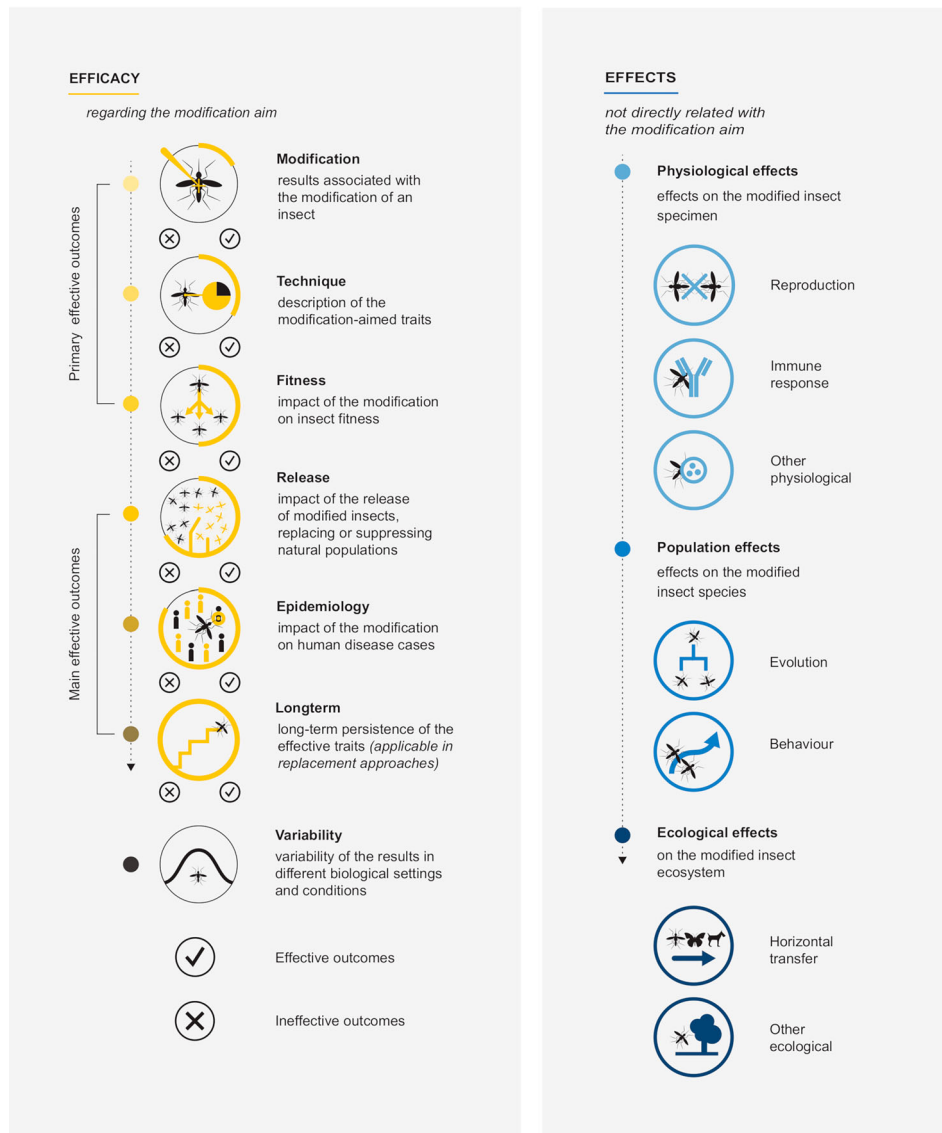 EFFICACY
regarding the modification aim
Primary effective outcomes
Modification
results associated with
the modification of an
insect
Technique
description of the
modification-aimed traits
Fitness
impact of the modification
on insect fitness
Main effective outcomes
Release
impact of the release
of modified insects,
replacing or suppressing
natural populations
Epidemiology
impact of the modification
on human disease cases
Longterm
long-term persistence of the
effective traits (applicable in
replacement approaches)
Variability
variability of the results in
different biological settings
and conditions
Effective outcomes
Ineffective outcomes
EFFECTS
not directly related with
the modification aim
Physiological effects
effects on the modified insect
specimen
Reproduction
Immune
response
Other
physiological
Population effects
effects on the modified
insect species
Evolution
Behaviour
Ecological effects
on the modified insect
ecosystem
Horizontal
transfer
Other
ecological